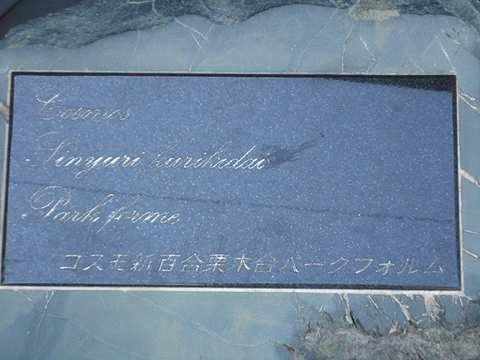 Cosmos
Sinyuri kurikidai
Park forme
コスモ新百合栗木台パークフォルム